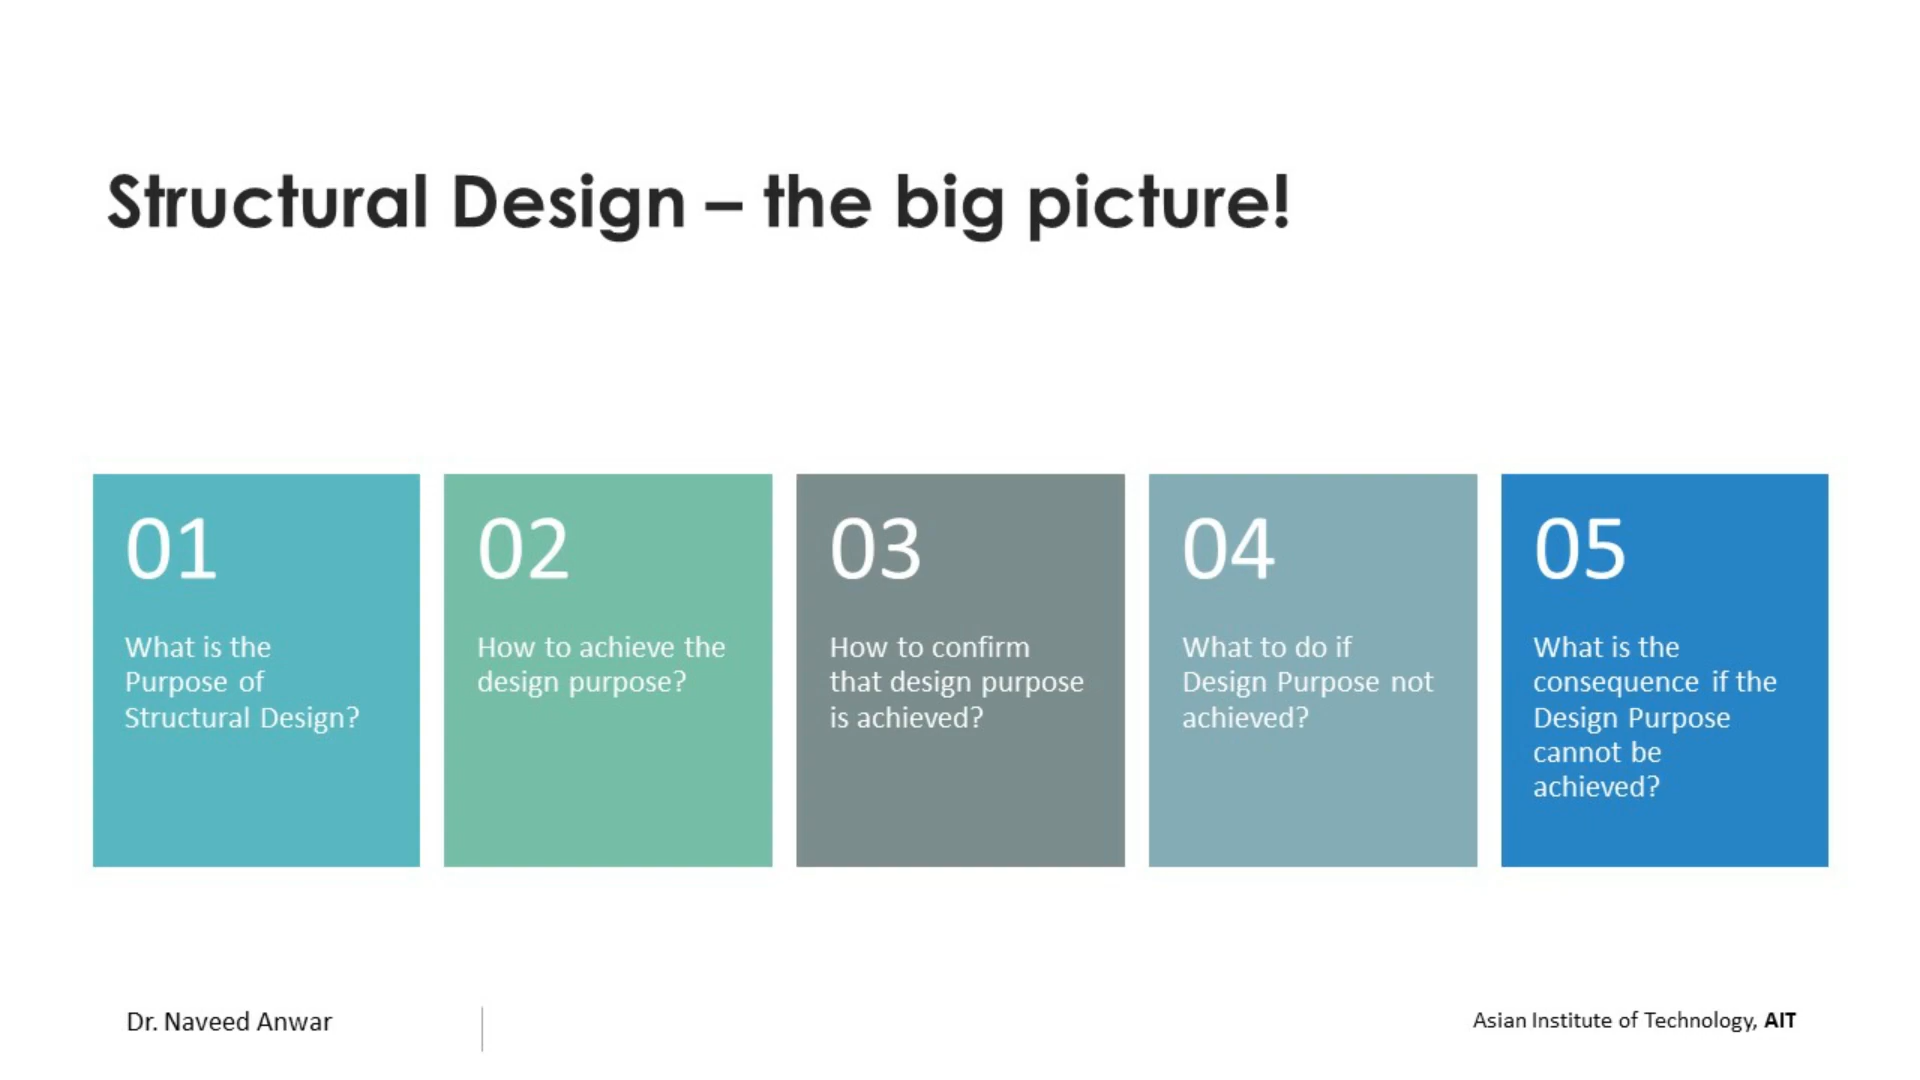 Structural Design – the big picture!
01
What is the
Purpose of
Structural Design?
02
How to achieve the
design purpose?
03
How to confirm
that design purpose
is achieved?
04
What to do if
Design Purpose not
achieved?
05
What is the
consequence if the
Design Purpose
cannot be
achieved?
Dr. Naveed Anwar
Asian Institute of Technology, AIT